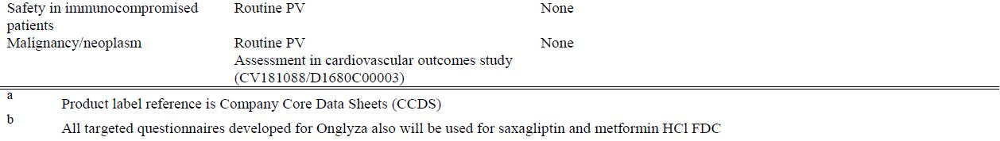 Safety in immunocompromised patients Routine PV None
Malignancy/neoplasm Routine PV None
Assessment in cardiovascular outcomes study
(CV181088/D1680C00003)
a Product label reference is Company Core Data Sheets (CCDS)
b All targeted questionnaires developed for Onglyza also will be used for saxagliptin and metformin HCl FDC